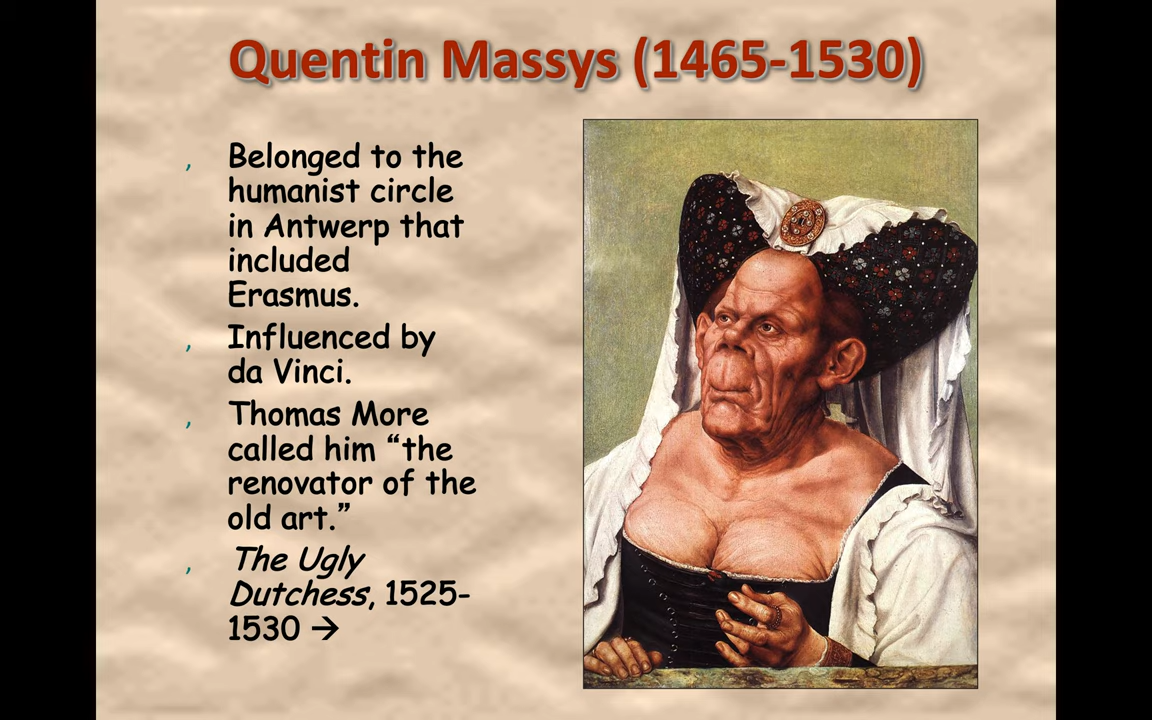 Quentin Massys (1465-1530)
, Belonged to the
humanist circle
in Antwerp that
included
Erasmus.
, Influenced by
da Vinci.
, Thomas More
called him “the
renovator of the
old art.”
, The Ugly
Dutchess, 1525-
1530 →